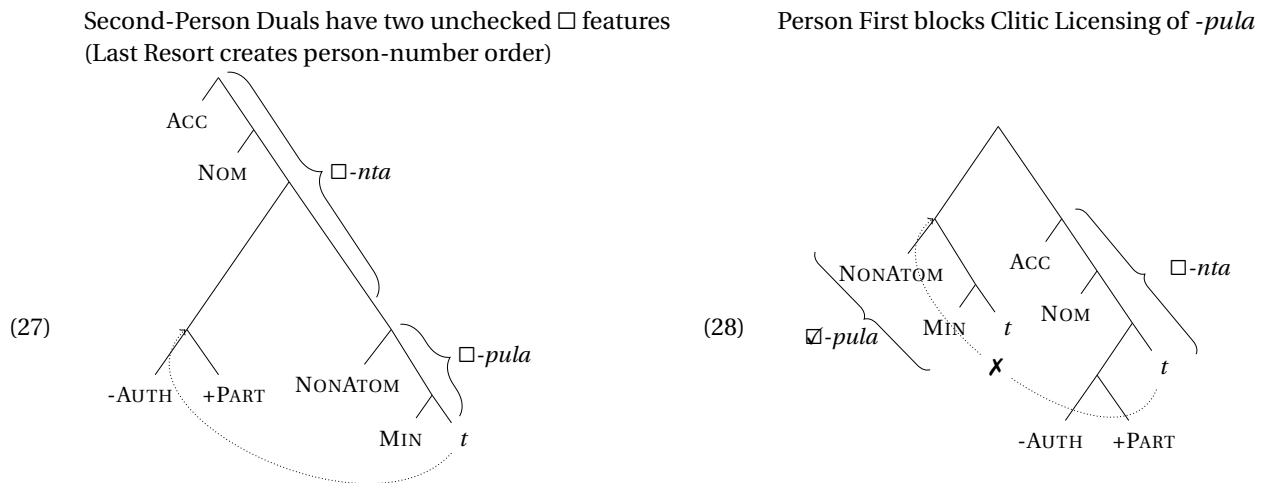 Second-Person Duals have two unchecked □ features
(Last Resort creates person-number order)
(27)
ACC
NOM
□-nta
-AUTH +PART
NONATOM
□-pula
MIN t
Person First blocks Clitic Licensing of -pula
(28)
NONATOM
ACC
□-nta
MIN t
NOM
☑-pula
✗
t
-AUTH +PART